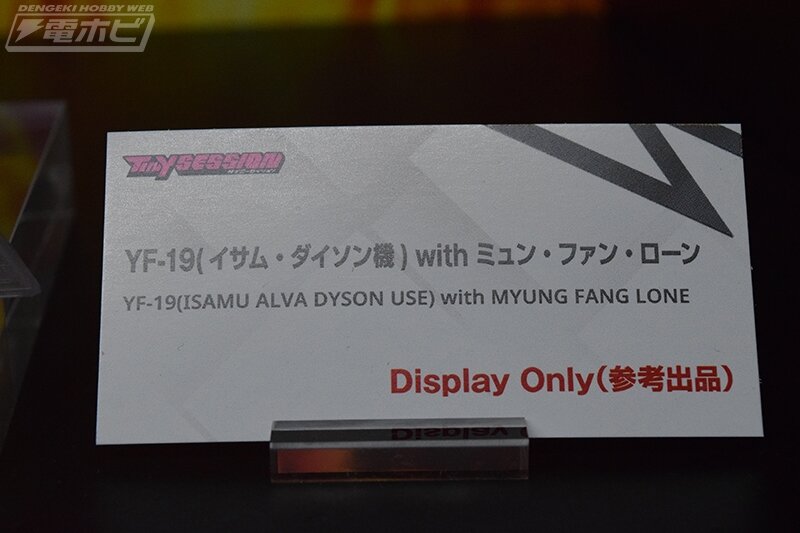 DENGEKI HOBBY WEB
電ホビ
TINY SESSION
YF-19(イサム・ダイソン機) with ミュン・ファン・ローン
YF-19(ISAMU ALVA DYSON USE) with MYUNG FANG LONE
Display Only(参考出品)